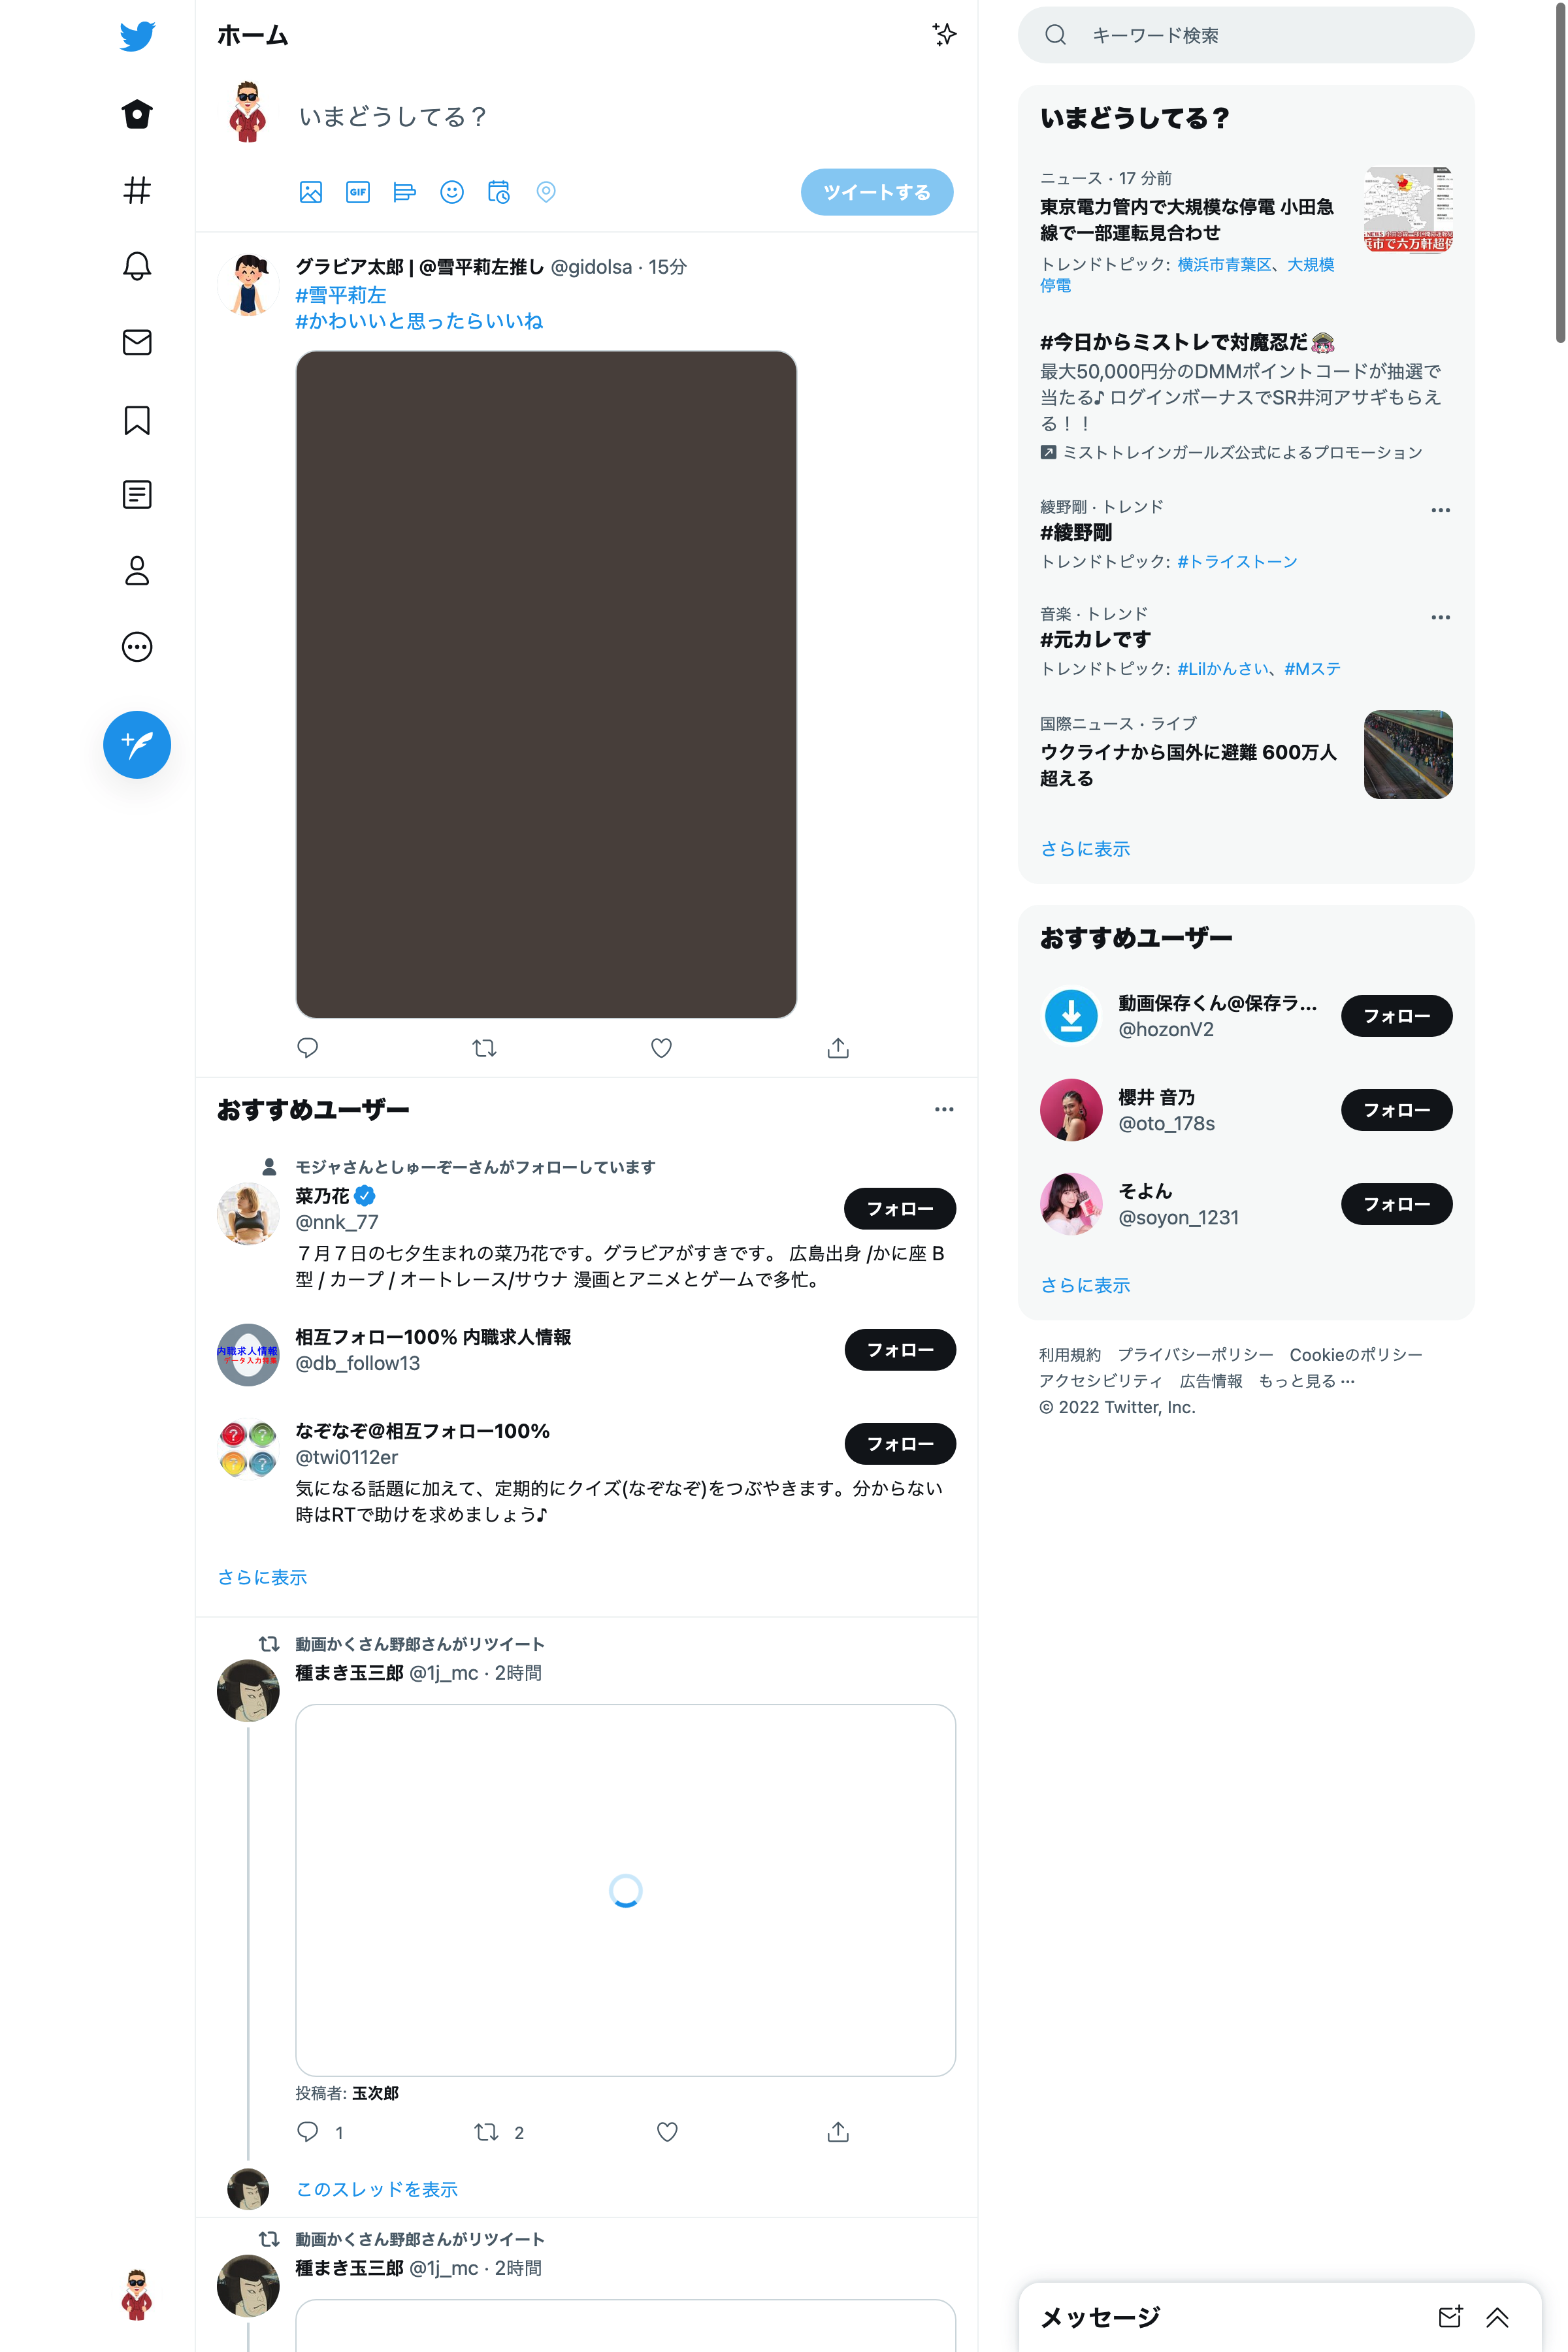 ホーム
いまどうしてる？
GIF
ツイートする
グラビア太郎 | @雪平莉左推し @gidolsa · 15分
#雪平莉左
#かわいいと思ったらいいね
おすすめユーザー
モジャさんとしゅーぞーさんがフォローしています
菜乃花
@nnk_77
フォロー
７月７日の七夕生まれの菜乃花です。グラビアがすきです。 広島出身 /かに座 B
型 / カープ / オートレース/サウナ 漫画とアニメとゲームで多忙。
内職求人情報
データ入力特集
相互フォロー100% 内職求人情報
@db_follow13
フォロー
なぞなぞ@相互フォロー100%
@twi0112er
フォロー
気になる話題に加えて、定期的にクイズ(なぞなぞ)をつぶやきます。分からない
時はRTで助けを求めましょう♪
さらに表示
動画かくさん野郎さんがリツイート
種まき玉三郎 @1j_mc · 2時間
投稿者: 玉次郎
1
2
このスレッドを表示
動画かくさん野郎さんがリツイート
種まき玉三郎 @1j_mc · 2時間
キーワード検索
いまどうしてる？
ニュース · 17 分前
東京電力管内で大規模な停電 小田急
線で一部運転見合わせ
トレンドトピック: 横浜市青葉区、大規模
停電
市で六万軒超
#今日からミストレで対魔忍だ
最大50,000円分のDMMポイントコードが抽選で
当たる♪ ログインボーナスでSR井河アサギもらえ
る！！
ミストトレインガールズ公式によるプロモーション
綾野剛 · トレンド
#綾野剛
トレンドトピック: #トライストーン
音楽 · トレンド
#元カレです
トレンドトピック: #Lilかんさい、#Mステ
国際ニュース · ライブ
ウクライナから国外に避難 600万人
超える
さらに表示
おすすめユーザー
動画保存くん@保存ラ...
@hozonV2
フォロー
櫻井 音乃
@oto_178s
フォロー
そよん
@soyon_1231
フォロー
さらに表示
利用規約 プライバシーポリシー Cookieのポリシー
アクセシビリティ 広告情報 もっと見る ···
© 2022 Twitter, Inc.
メッセージ